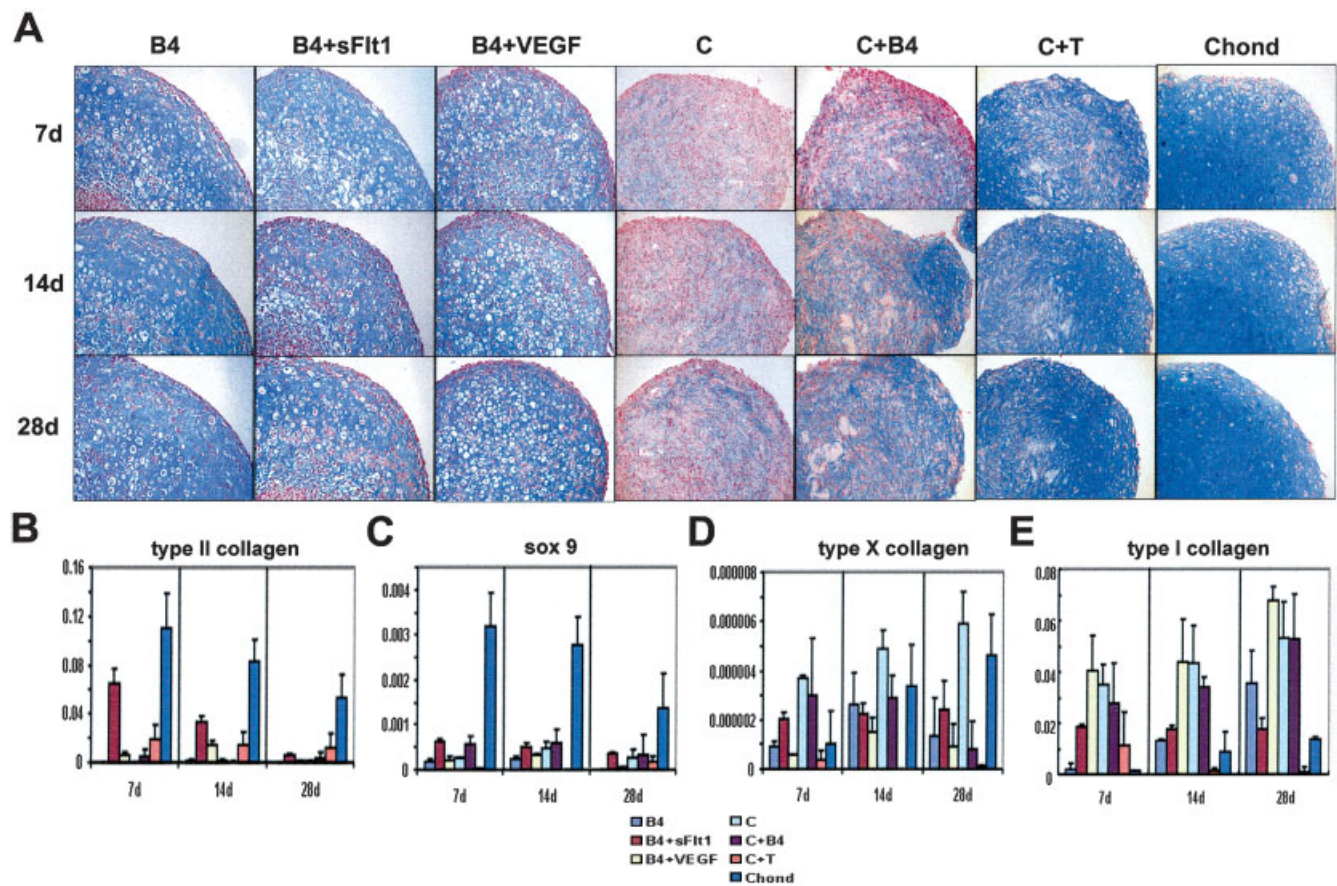 A
B4 B4+sFlt1 B4+VEGF C C+B4 C+T Chond
7d
14d
28d
B type II collagen
0.16
0.12
0.08
0.04
0
7d 14d 28d
C sox 9
0.004
0.003
0.002
0.001
0
7d 14d 28d
D type X collagen
0.000008
0.000006
0.000004
0.000002
0
7d 14d 28d
E type I collagen
0.08
0.06
0.04
0.02
0
7d 14d 28d
B4 C
B4+sFlt1 C+B4
B4+VEGF C+T
Chond